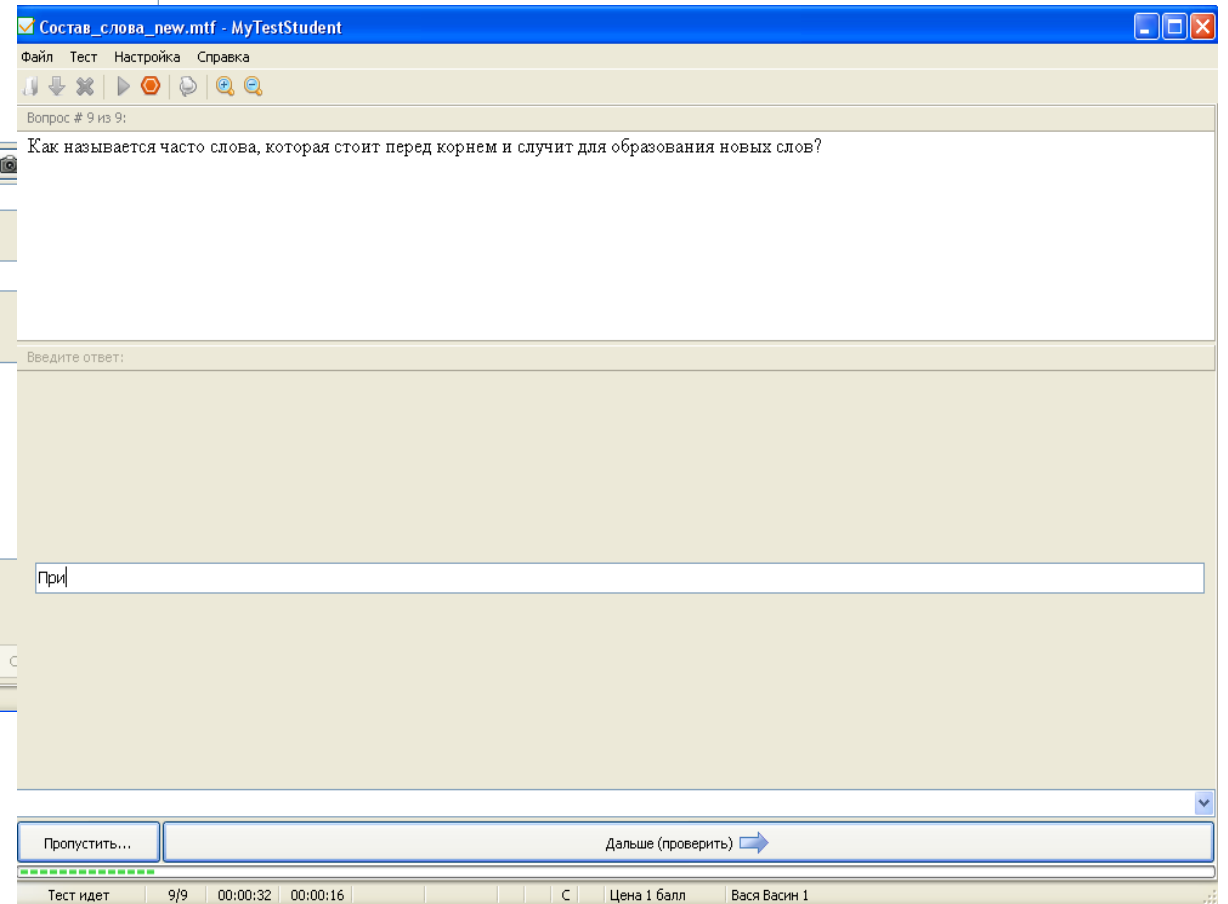 Состав_слова_new.mtf - MyTestStudent
Файл Тест Настройка Справка
Вопрос # 9 из 9:
Как называется часто слова, которая стоит перед корнем и случит для образования новых слов?
Введите ответ:
При
Пропустить...
Дальше (проверить)
Тест идет 9/9 00:00:32 00:00:16 С Цена 1 балл Вася Васин 1